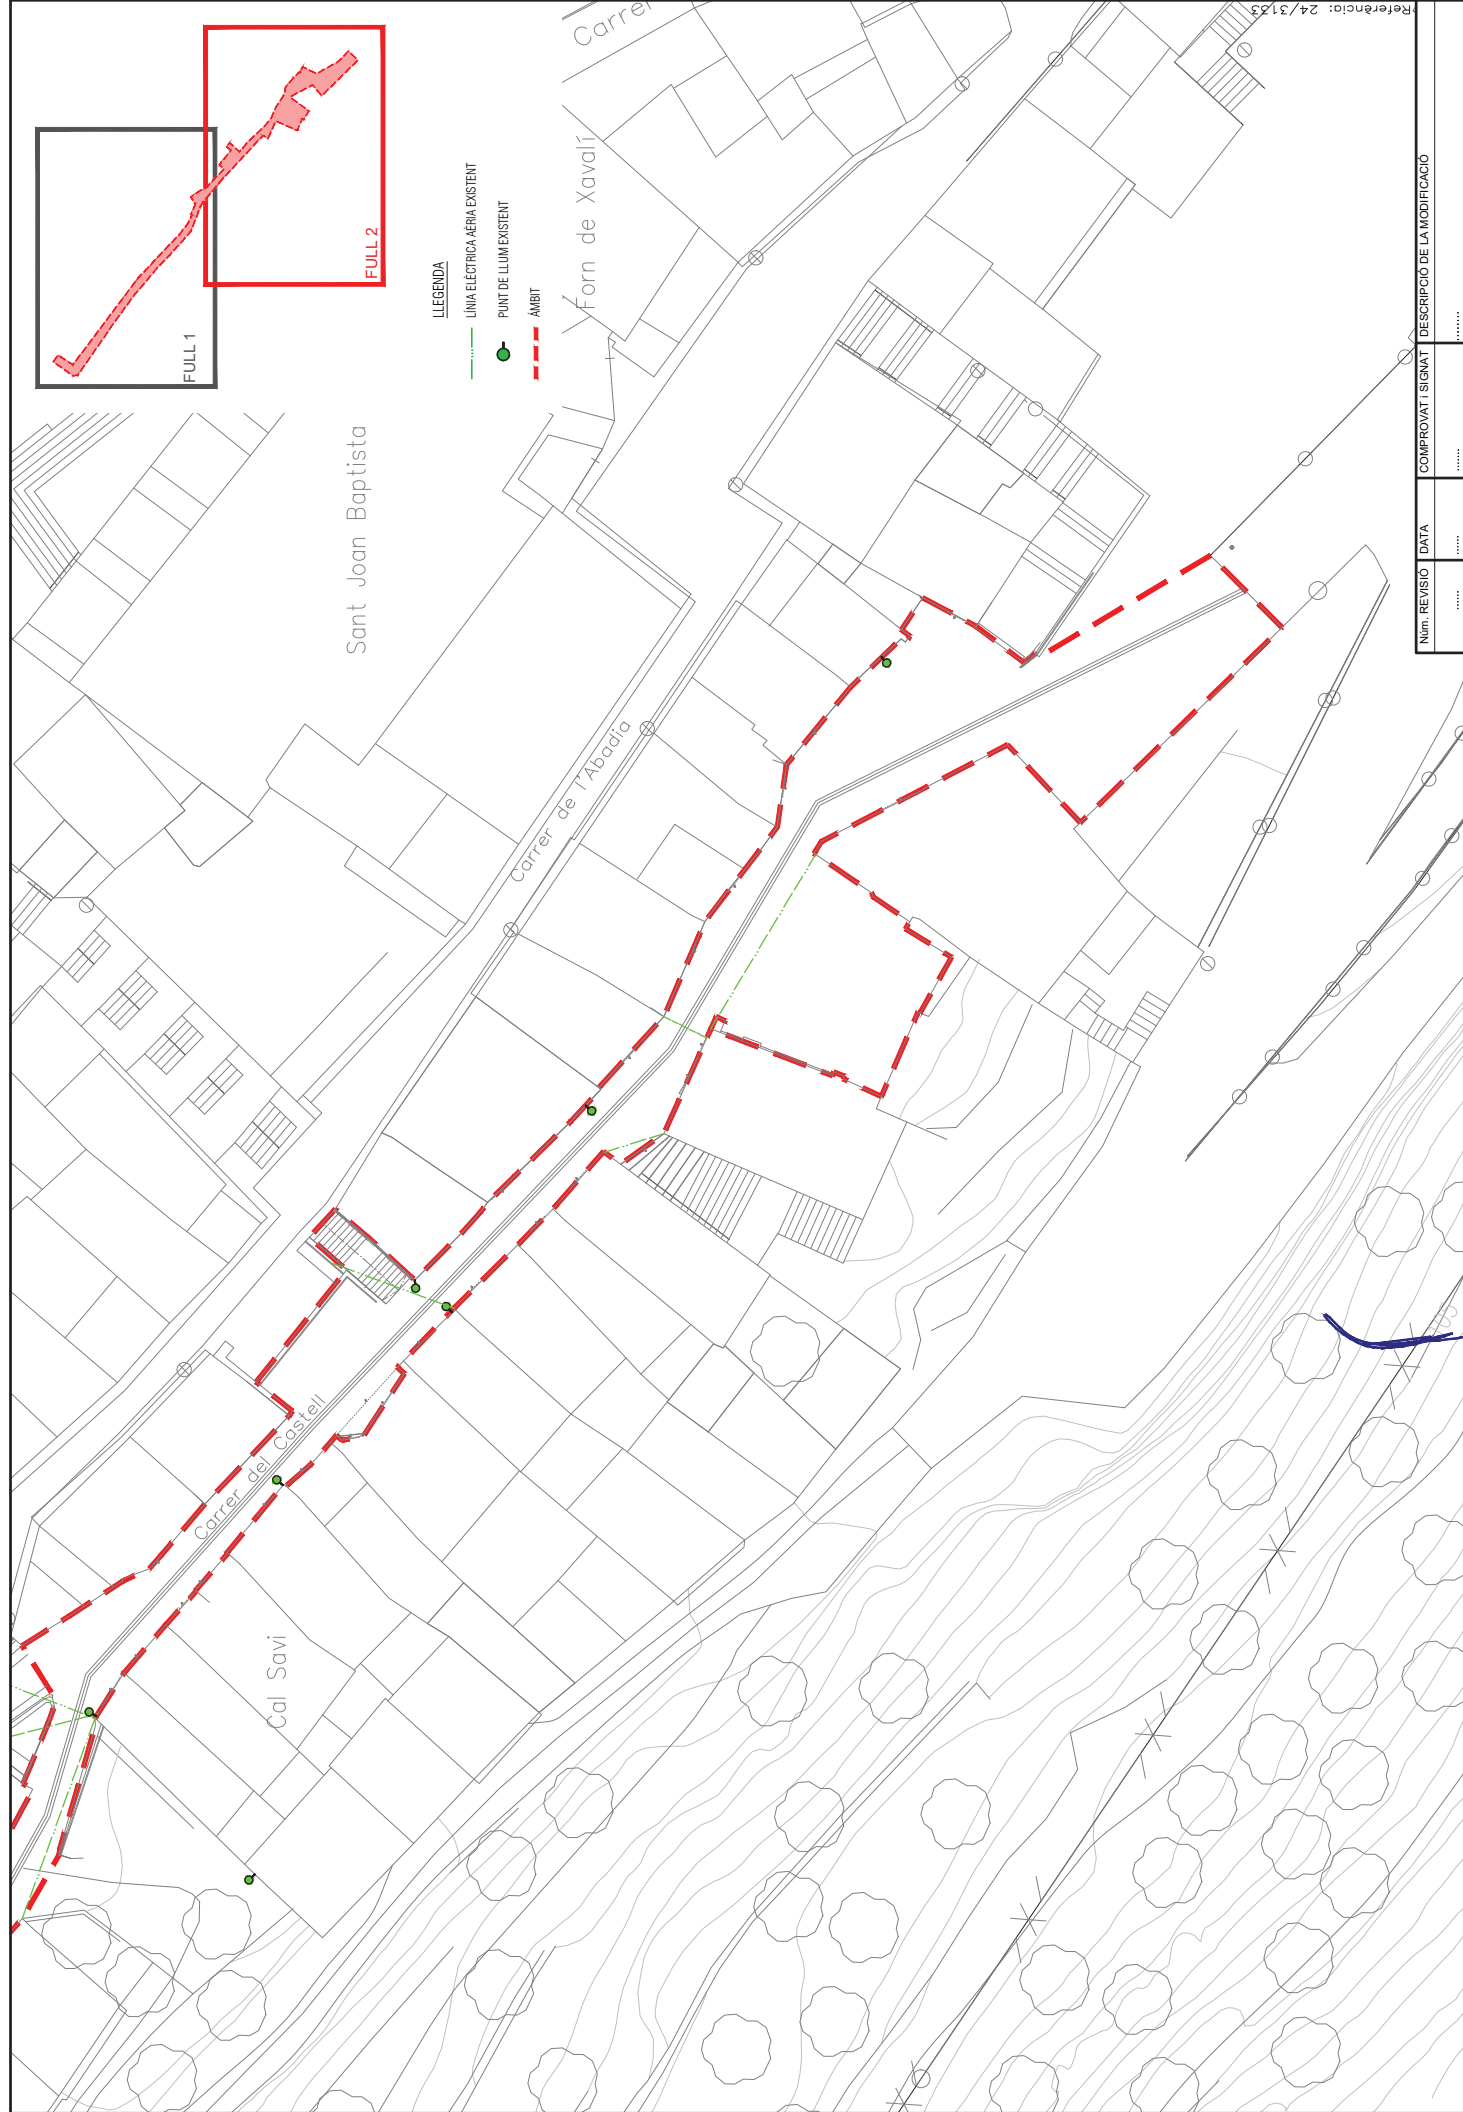 FULL 1
FULL 2
LLEGENDA
LÍNIA ELÈCTRICA AÈRIA EXISTENT
PUNT DE LLUM EXISTENT
ÀMBIT
Carrer
Forn de Xavalí
Sant Joan Baptista
Carrer de l'Abadia
Carrer del Castell
Cal Savi
Referència: 24/3133
Núm. REVISIÓ
DATA
COMPROVAT i SIGNAT
DESCRIPCIÓ DE LA MODIFICACIÓ